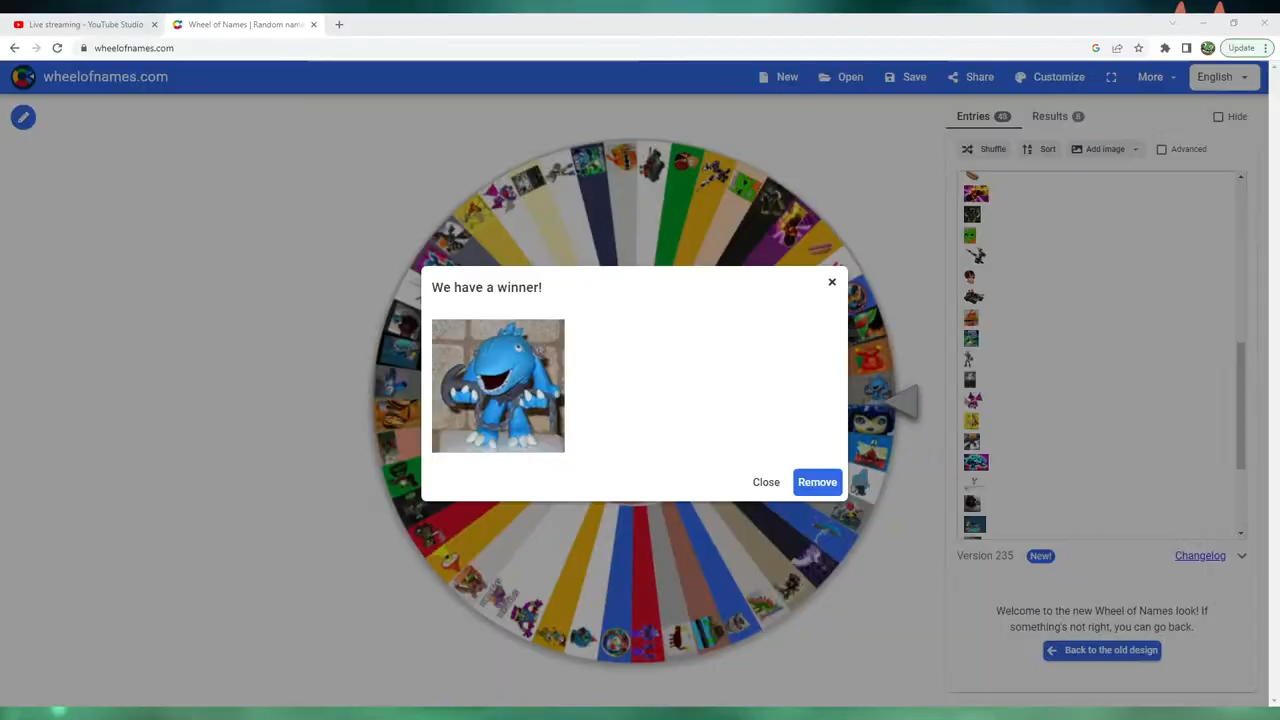 Live streaming - YouTube Studio
Wheel of Names | Random name
wheelofnames.com
Update
wheelofnames.com
New
Open
Save
Share
Customize
More
English
Entries 48
Results 8
Hide
Shuffle
Sort
Add image
Advanced
We have a winner!
Close
Remove
Version 235
New!
Changelog
Welcome to the new Wheel of Names look! If
something's not right, you can go back.
Back to the old design